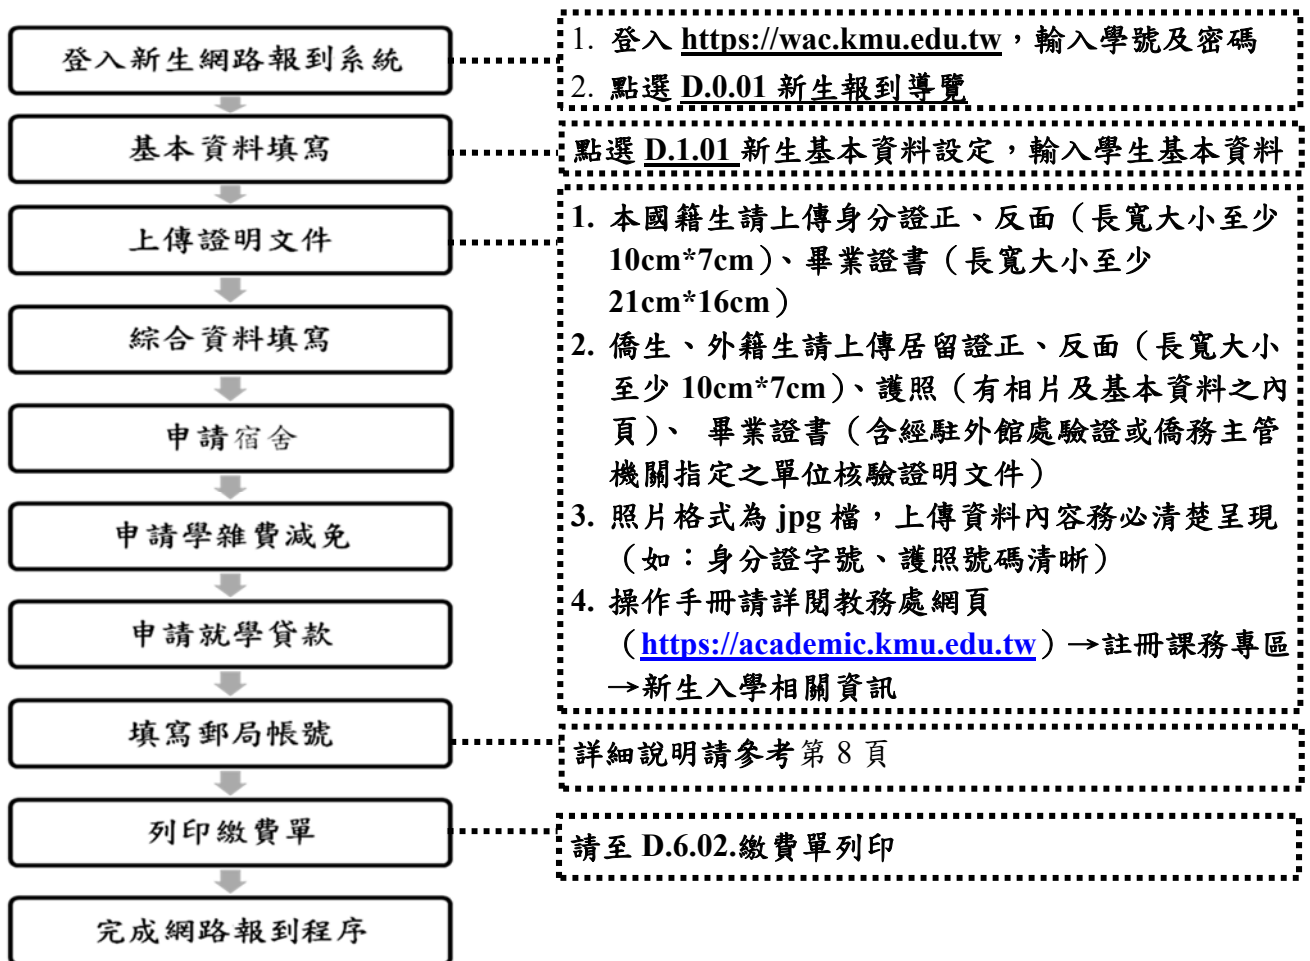 登入新生網路報到系統
1. 登入 https://wac.kmu.edu.tw，輸入學號及密碼
2. 點選 D.0.01 新生報到導覽
基本資料填寫
點選 D.1.01 新生基本資料設定，輸入學生基本資料
上傳證明文件
1. 本國籍生請上傳身分證正、反面（長寬大小至少
10cm*7cm）、畢業證書（長寬大小至少
21cm*16cm）
2. 僑生、外籍生請上傳居留證正、反面（長寬大小
至少 10cm*7cm）、護照（有相片及基本資料之內
頁）、 畢業證書（含經駐外館處驗證或僑務主管
機關指定之單位核驗證明文件）
3. 照片格式為 jpg 檔，上傳資料內容務必清楚呈現
（如：身分證字號、護照號碼清晰）
4. 操作手冊請詳閱教務處網頁
（https://academic.kmu.edu.tw）→註冊課務專區
→新生入學相關資訊
綜合資料填寫
申請宿舍
申請學雜費減免
申請就學貸款
填寫郵局帳號
詳細說明請參考第 8 頁
列印繳費單
請至 D.6.02.繳費單列印
完成網路報到程序